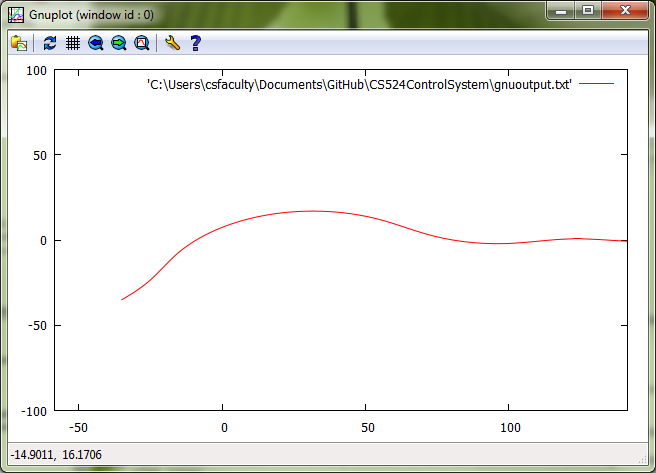 Gnuplot (window id : 0)
100
'C:\Users\csfaculty\Documents\GitHub\CS524ControlSystem\gnuoutput.txt'
50
0
-50
-100
-50 0 50 100
-14.9011, 16.1706